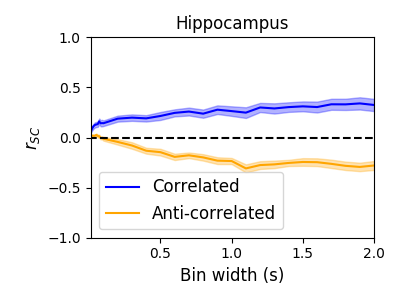 Hippocampus
1.0
0.5
0.0
−0.5
−1.0
r_SC
Correlated
Anti-correlated
0.5
1.0
1.5
2.0
Bin width (s)